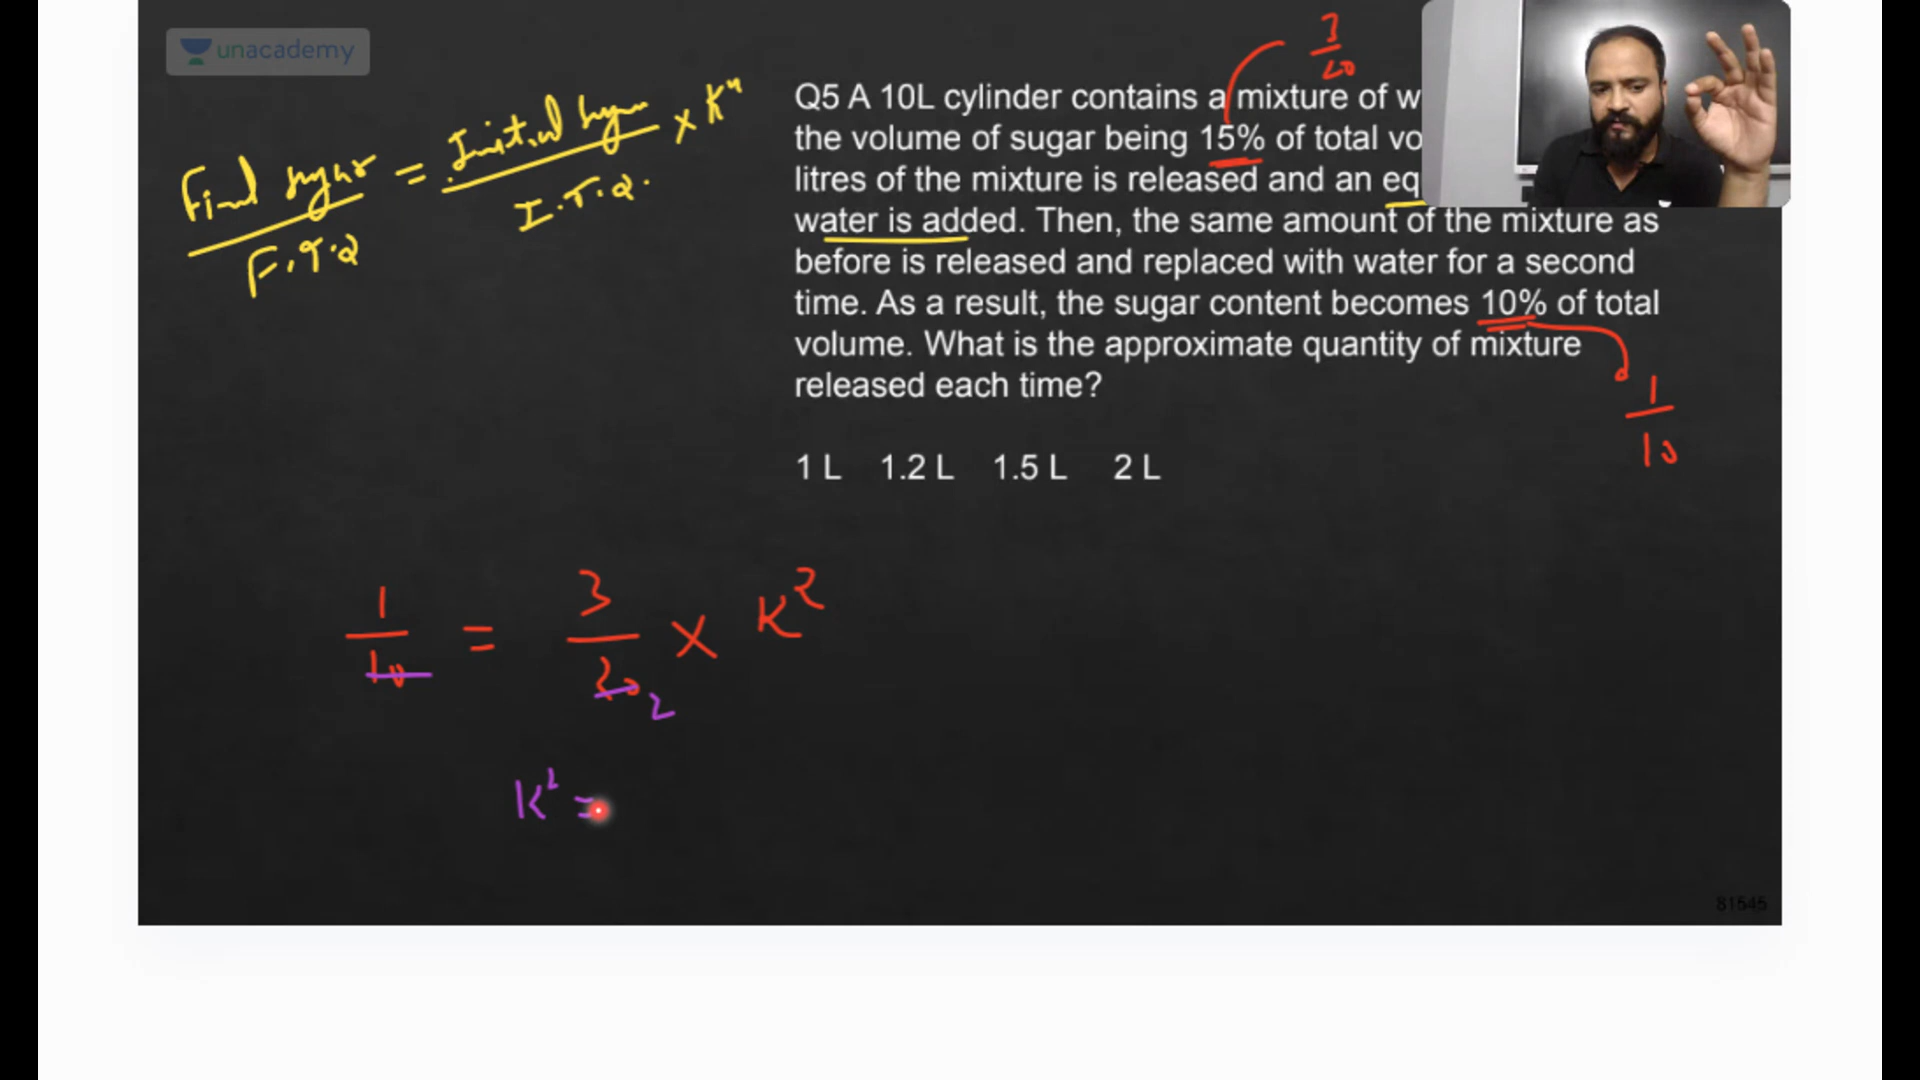 unacademy
Q5 A 10L cylinder contains a mixture of w
the volume of sugar being 15% of total vo
litres of the mixture is released and an eq
water is added. Then, the same amount of the mixture as
before is released and replaced with water for a second
time. As a result, the sugar content becomes 10% of total
volume. What is the approximate quantity of mixture
released each time?
1 L 1.2 L 1.5 L 2 L
3
20
1
10
Final sugar = Initial sugar × K^n
F.T.Q I.T.Q.
1 = 3 × K²
10 20 2
K² =
81545